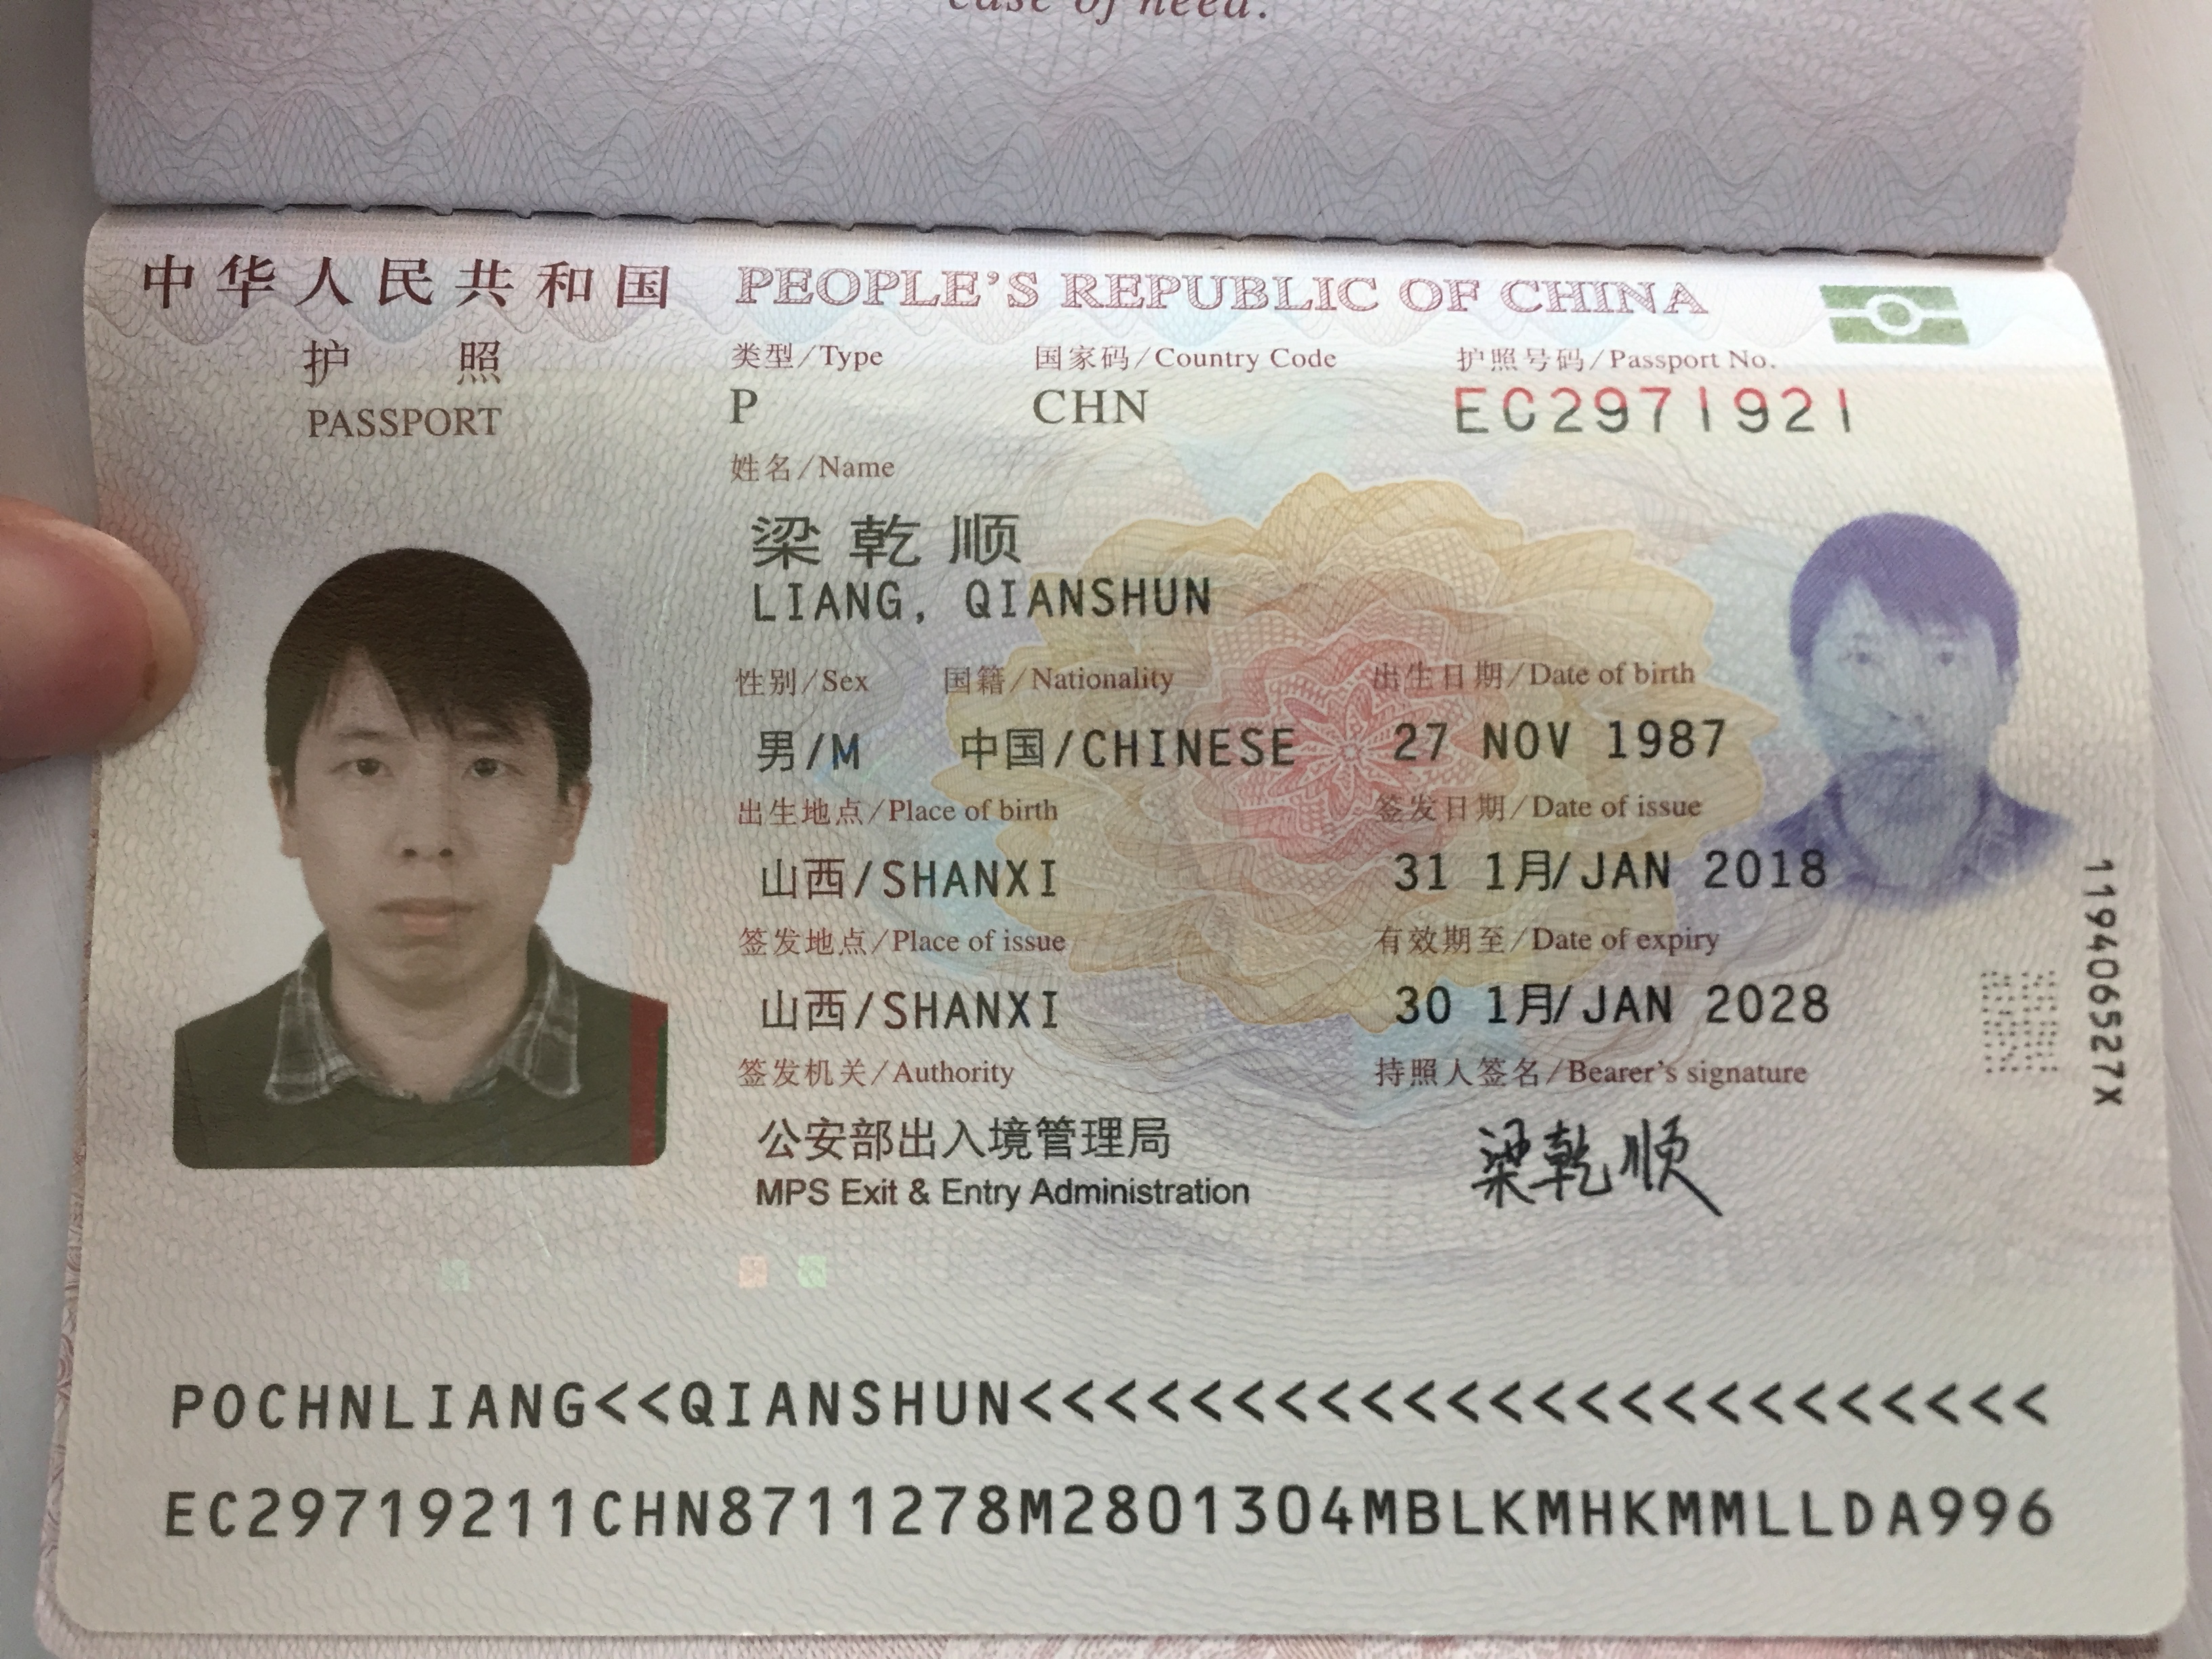 case of need.
中华人民共和国 PEOPLE'S REPUBLIC OF CHINA
护照 类型/Type 国家码/Country Code 护照号码/Passport No.
PASSPORT P CHN EC2971921
姓名/Name
梁乾顺
LIANG, QIANSHUN
性别/Sex 国籍/Nationality 出生日期/Date of birth
男/M 中国/CHINESE 27 NOV 1987
出生地点/Place of birth 签发日期/Date of issue
山西/SHANXI 31 1月/JAN 2018
签发地点/Place of issue 有效期至/Date of expiry
山西/SHANXI 30 1月/JAN 2028
签发机关/Authority 持照人签名/Bearer's signature
公安部出入境管理局 梁乾顺
MPS Exit & Entry Administration
119406527X
POCHNLIANG<<QIANSHUN<<<<<<<<<<<<<<<<<<<<<<<<
EC29719211CHN8711278M2801304MBLKMHKMMLLDA996